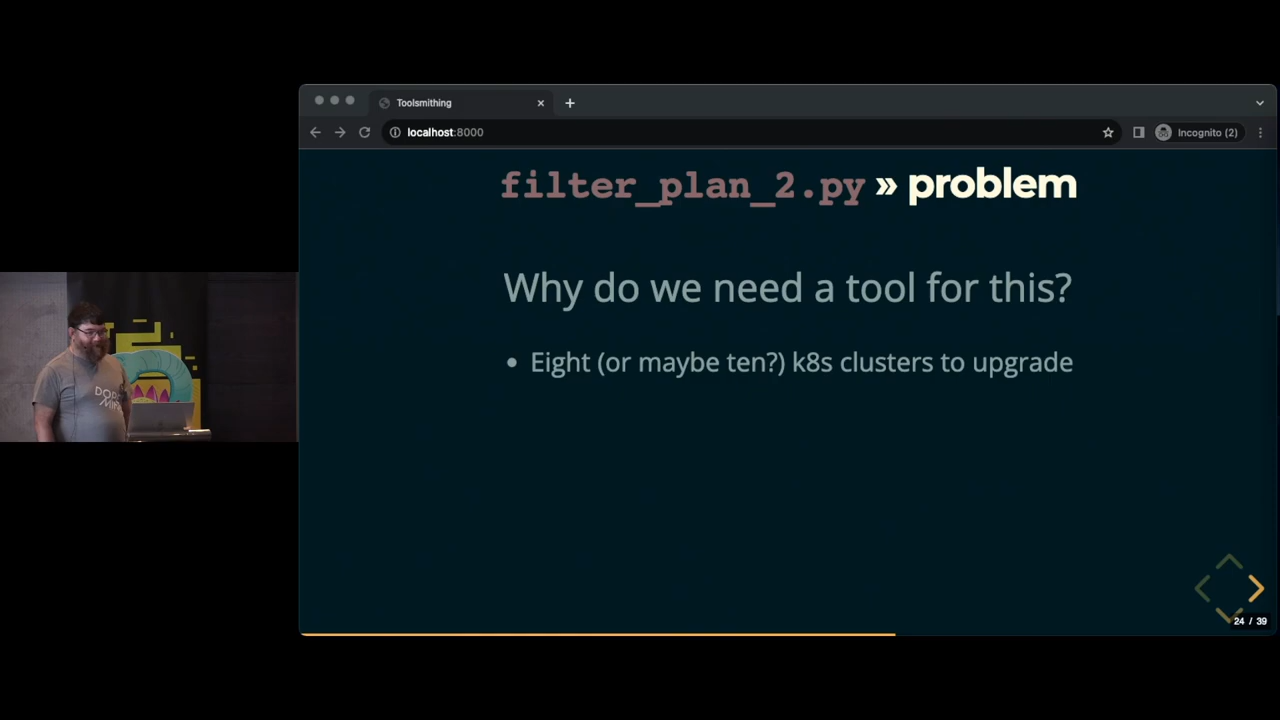 Toolsmithing
localhost:8000
Incognito (2)
filter_plan_2.py » problem
Why do we need a tool for this?
• Eight (or maybe ten?) k8s clusters to upgrade
24 / 39